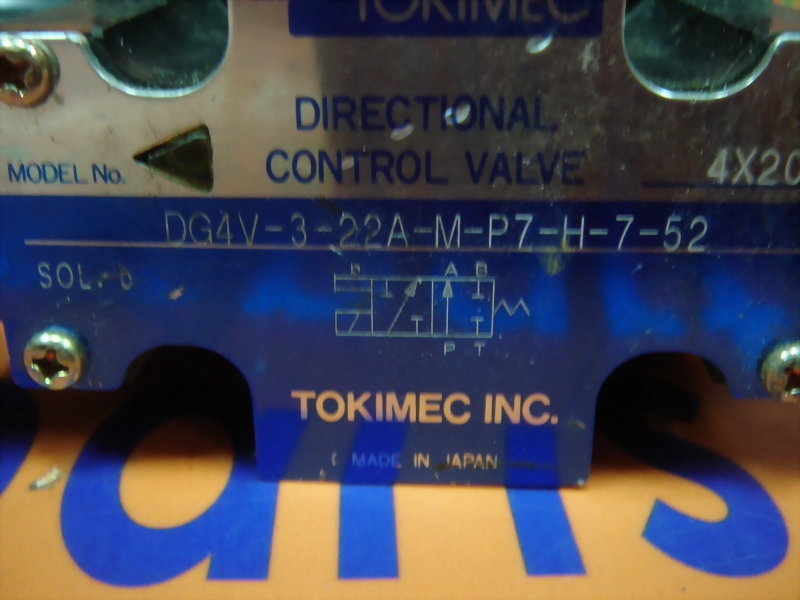 TOKIMEC
DIRECTIONAL
CONTROL VALVE
MODEL No.
4X20
DG4V-3-22A-M-P7-H-7-52
SOL. b
b A B
P T
TOKIMEC INC.
MADE IN JAPAN
Parts